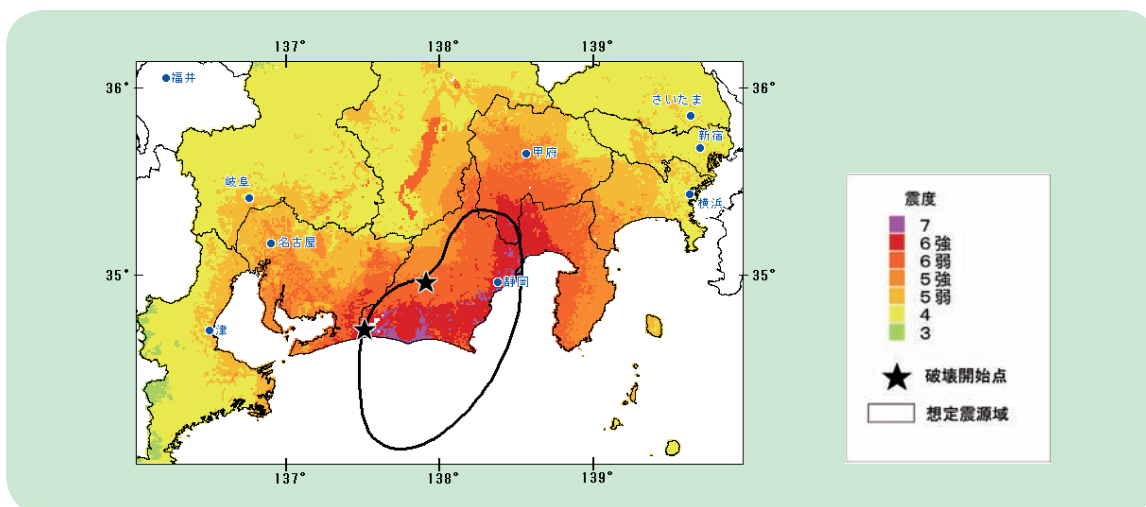 137°
138°
139°
36°
36°
福井
さいたま
新宿
甲府
岐阜
横浜
名古屋
35°
35°
静岡
津
137°
138°
139°
震度
7
6強
6弱
5強
5弱
4
3
破壊開始点
想定震源域